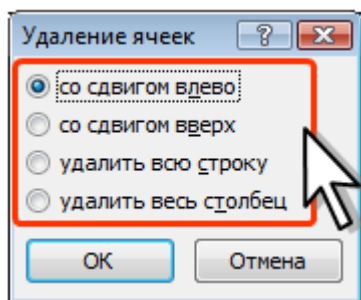 Удаление ячеек
со сдвигом влево
со сдвигом вверх
удалить всю строку
удалить весь столбец
ОК
Отмена